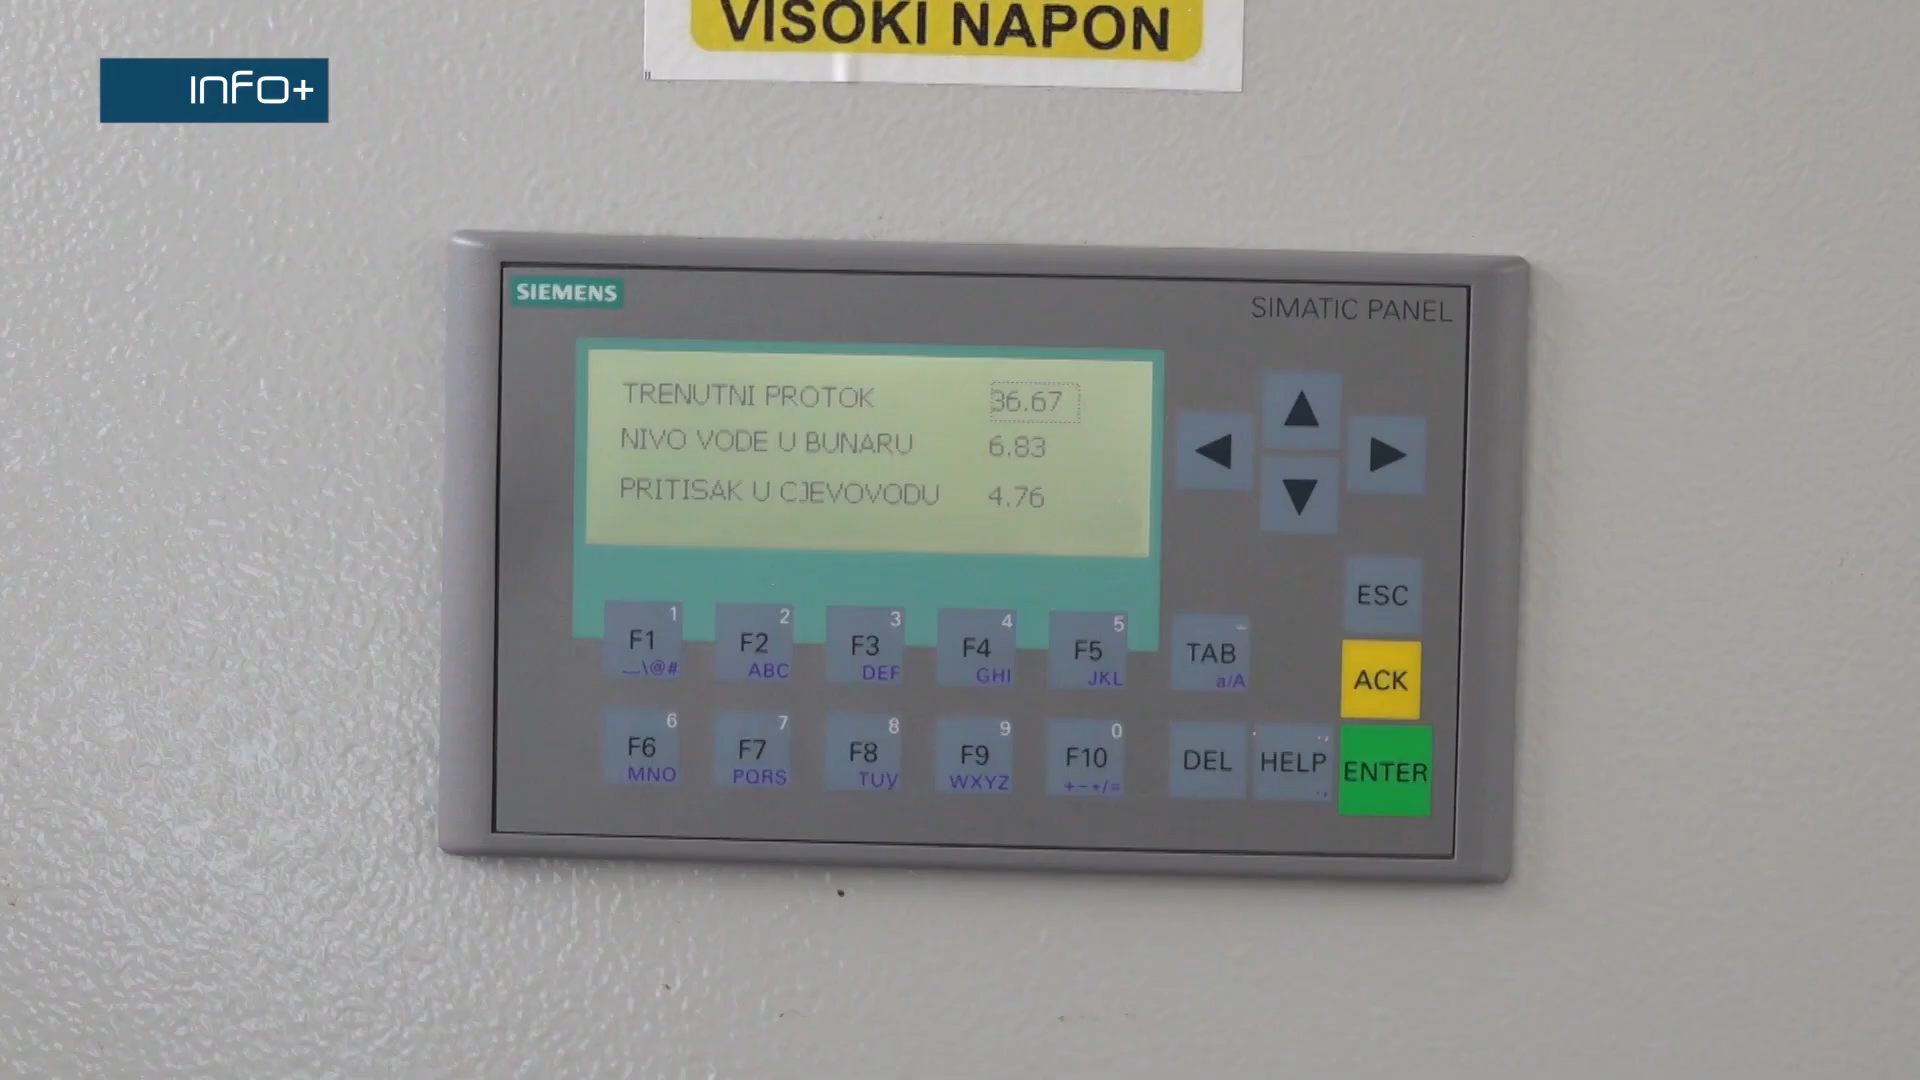 VISOKI NAPON
INFO+
SIEMENS
SIMATIC PANEL
TRENUTNI PROTOK 36.67
NIVO VODE U BUNARU 6.83
PRITISAK U CJEVOVODU 4.76
ESC
F1 1 _\@#
F2 2 ABC
F3 3 DEF
F4 4 GHI
F5 5 JKL
TAB a/A
ACK
F6 6 MNO
F7 7 PQRS
F8 8 TUV
F9 9 WXYZ
F10 0
DEL
HELP
ENTER